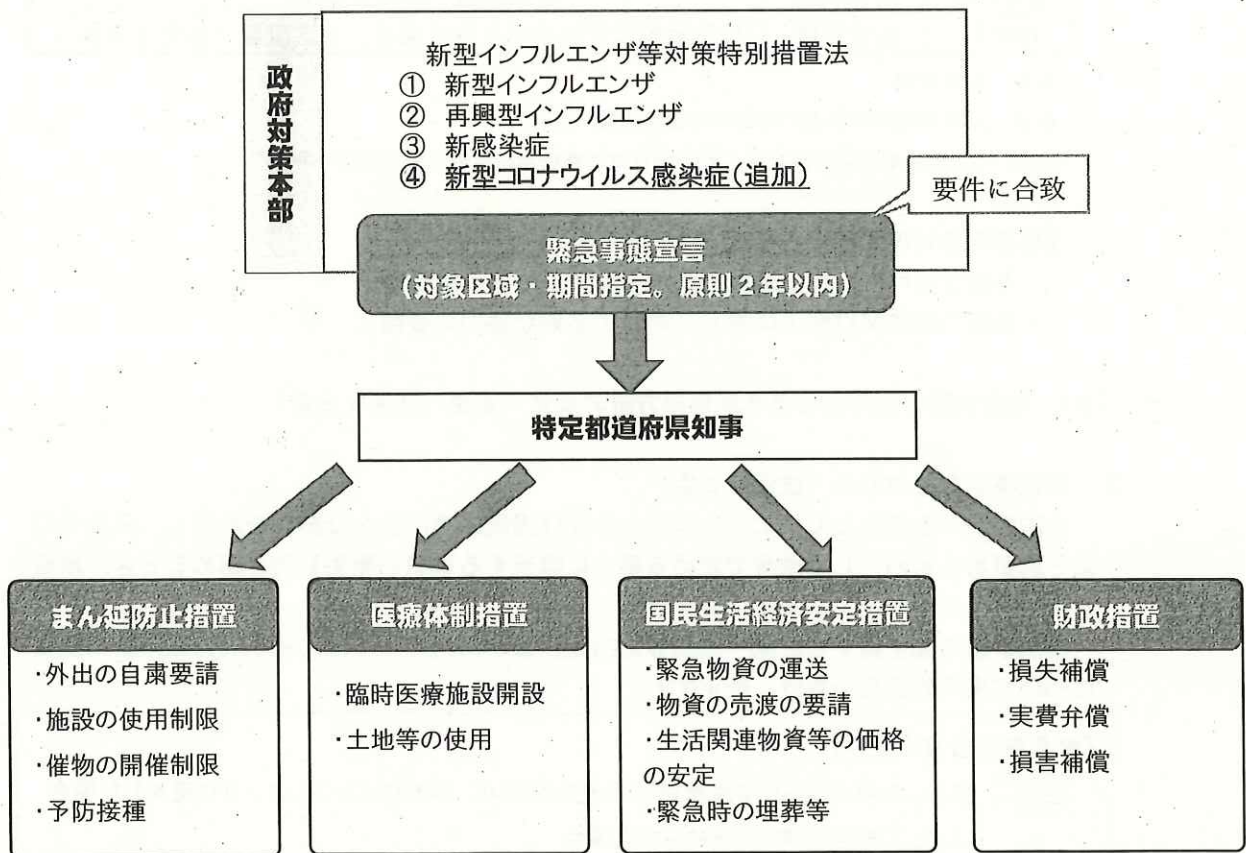 政府対策本部
新型インフルエンザ等対策特別措置法
① 新型インフルエンザ
② 再興型インフルエンザ
③ 新感染症
④ 新型コロナウイルス感染症(追加)
要件に合致
緊急事態宣言
(対象区域・期間指定。原則2年以内)
特定都道府県知事
まん延防止措置
・外出の自粛要請
・施設の使用制限
・催物の開催制限
・予防接種
医療体制措置
・臨時医療施設開設
・土地等の使用
国民生活経済安定措置
・緊急物資の運送
・物資の売渡の要請
・生活関連物資等の価格
の安定
・緊急時の埋葬等
財政措置
・損失補償
・実費弁償
・損害補償